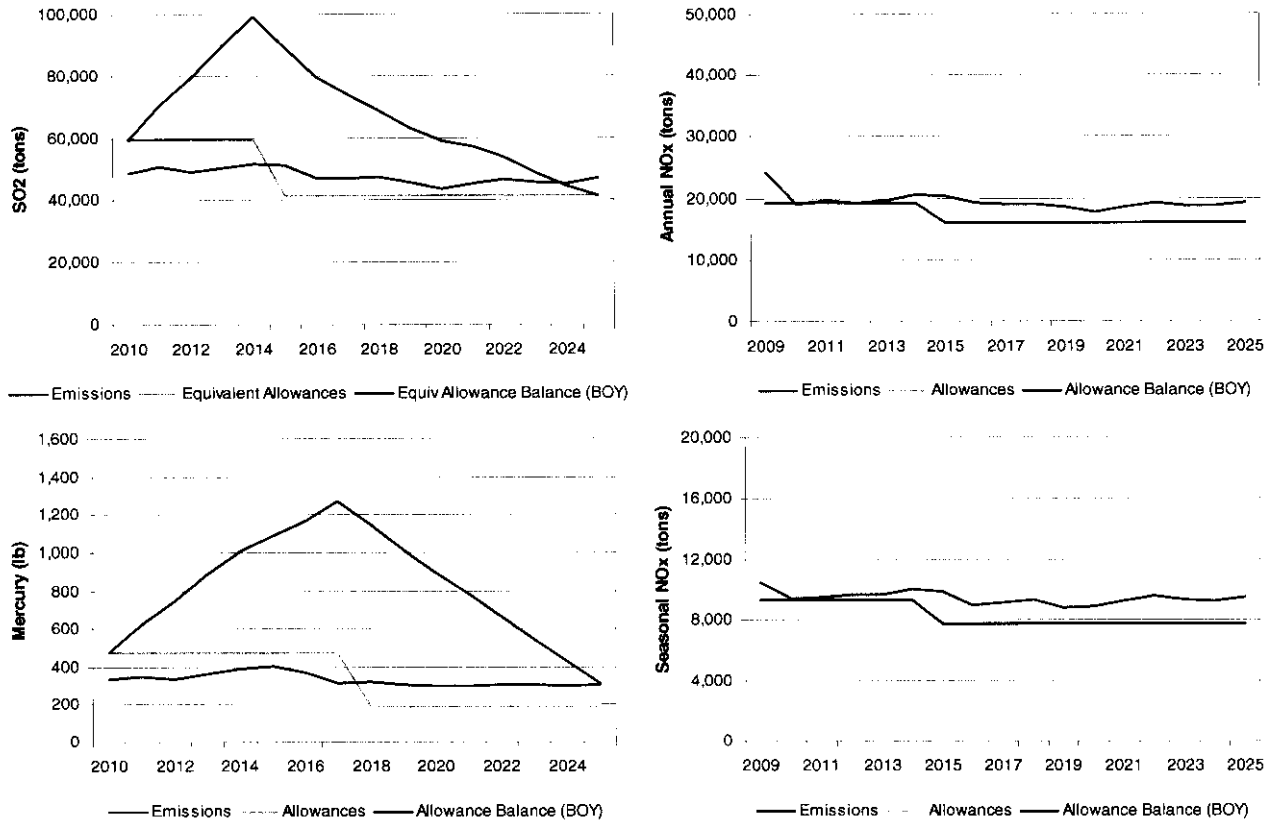 SO2 (tons)
100,000
80,000
60,000
40,000
20,000
0
2010 2012 2014 2016 2018 2020 2022 2024
Emissions Equivalent Allowances Equiv Allowance Balance (BOY)
Annual NOx (tons)
50,000
40,000
30,000
20,000
10,000
0
2009 2011 2013 2015 2017 2019 2021 2023 2025
Emissions Allowances Allowance Balance (BOY)
Mercury (lb)
1,600
1,400
1,200
1,000
800
600
400
200
0
2010 2012 2014 2016 2018 2020 2022 2024
Emissions Allowances Allowance Balance (BOY)
Seasonal NOx (tons)
20,000
16,000
12,000
8,000
4,000
0
2009 2011 2013 2015 2017 2019 2021 2023 2025
Emissions Allowances Allowance Balance (BOY)